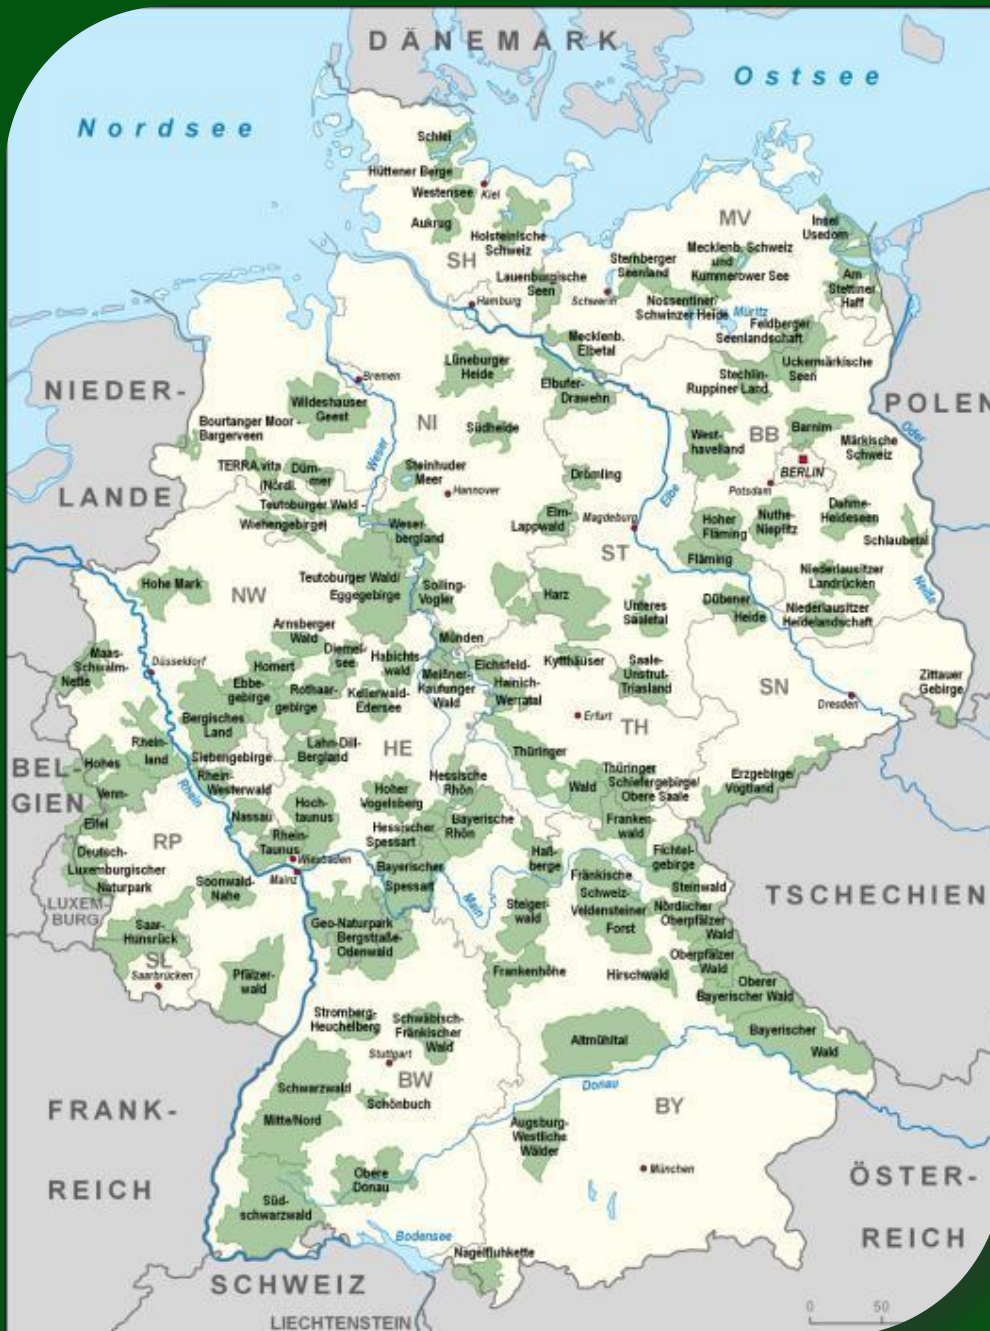 DÄNEMARK
Ostsee
Nordsee
Schlei
Hüttener Berge
Westensee
Kiel
Aukrug
Holsteinische
Schweiz
SH
MV
Insel
Usedom
Sternberger
Seenland
Mecklenb. Schweiz
und
Kummerower See
Am
Stettiner
Haff
Lauenburgische
Seen
Schwerin
Hamburg
Nossentiner/
Schwinzer Heide
Müritz
Feldberger
Seenlandschaft
Mecklenb.
Elbetal
Uckermärkische
Seen
Stechlin-
Ruppiner Land
Lüneburger
Heide
Elbufer-
Drawehn
Bremen
NIEDER-
LANDE
POLEN
Wildeshauser
Geest
Bourtanger Moor -
Bargerveen
NI
Südheide
Weser
West-
havelland
BB
Barnim
Märkische
Schweiz
Oder
BERLIN
Potsdam
TERRA.vita
(Nördl.
Teutoburger Wald -
Wiehengebirge)
Düm-
mer
Steinhuder
Meer
Hannover
Drömling
Elbe
Elm-
Lappwald
Magdeburg
ST
Hoher
Fläming
Nuthe-
Nieplitz
Dahme-
Heideseen
Schlaubetal
Weser-
bergland
Fläming
Niederlausitzer
Landrücken
Neiße
Niederlausitzer
Heidelandschaft
Hohe Mark
NW
Teutoburger Wald/
Eggegebirge
Solling-
Vogler
Harz
Unteres
Saaletal
Dübener
Heide
Arnsberger
Wald
Diemel-
see
Habichts-
wald
Münden
Meißner-
Kaufunger
Wald
Eichsfeld-
Hainich-
Werratal
Kyffhäuser
Saale-
Unstrut-
Triasland
SN
Zittauer
Gebirge
Dresden
Maas-
Schwalm-
Nette
Düsseldorf
Homert
Ebbe-
gebirge
Rothaar-
gebirge
Kellerwald-
Edersee
Erfurt
TH
Bergisches
Land
Lahn-Dill-
Bergland
HE
Siebengebirge
Rhein-
land
Hohes
Venn-
Eifel
BEL-
GIEN
Rhein-
Westerwald
Rhein
Thüringer
Wald
Thüringer
Schiefergebirge/
Obere Saale
Erzgebirge/
Vogtland
Hessische
Rhön
Hoher
Vogelsberg
Hoch-
taunus
Nassau
Rhein-
Taunus
Wiesbaden
Mainz
Hessischer
Spessart
Bayerische
Rhön
Bayerischer
Spessart
Franken-
wald
Haß-
berge
Fichtel-
gebirge
Steinwald
RP
Deutsch-
Luxemburgischer
Naturpark
LUXEM-
BURG
Soonwald-
Nahe
Main
Fränkische
Schweiz-
Veldensteiner
Forst
Steiger-
wald
Nördlicher
Oberpfälzer
Wald
TSCHECHIEN
Saar-
Hunsrück
SL
Saarbrücken
Pfälzer-
wald
Geo-Naturpark
Bergstraße-
Odenwald
Frankenhöhe
Hirschwald
Oberpfälzer
Wald
Oberer
Bayerischer Wald
Bayerischer
Wald
Stromberg-
Heuchelberg
Schwäbisch-
Fränkischer
Wald
Altmühltal
Stuttgart
BW
Schönbuch
Donau
BY
Schwarzwald
Mitte/Nord
Augsburg-
Westliche
Wälder
München
FRANK-
REICH
Obere
Donau
Süd-
schwarzwald
Bodensee
Nagelfluhkette
ÖSTER-
REICH
SCHWEIZ
LIECHTENSTEIN
0 50